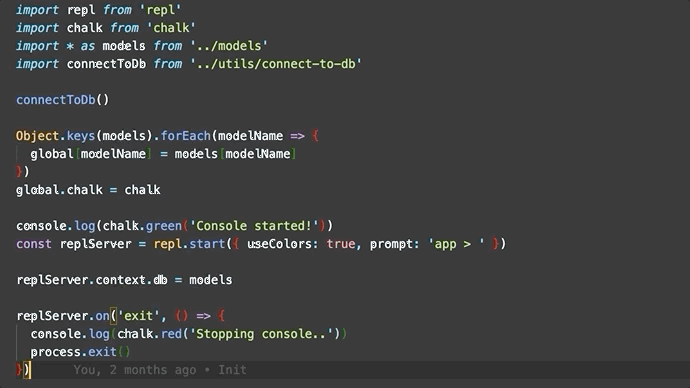 import repl from 'repl'
import chalk from 'chalk'
import * as models from '../models'
import connectToDb from '../utils/connect-to-db'
connectToDb()
Object.keys(models).forEach(modelName => {
global[modelName] = models[modelName]
})
global.chalk = chalk
console.log(chalk.green('Console started!'))
const replServer = repl.start({ useColors: true, prompt: 'app > ' })
replServer.context.db = models
replServer.on('exit', () => {
console.log(chalk.red('Stopping console..'))
process.exit()
})    You, 2 months ago • Init